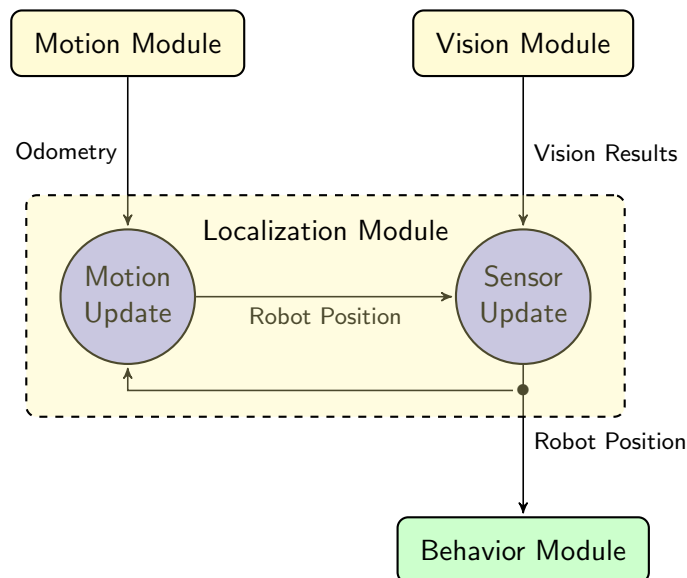 Motion Module
Vision Module
Odometry
Vision Results
Localization Module
Motion
Update
Sensor
Update
Robot Position
Robot Position
Behavior Module